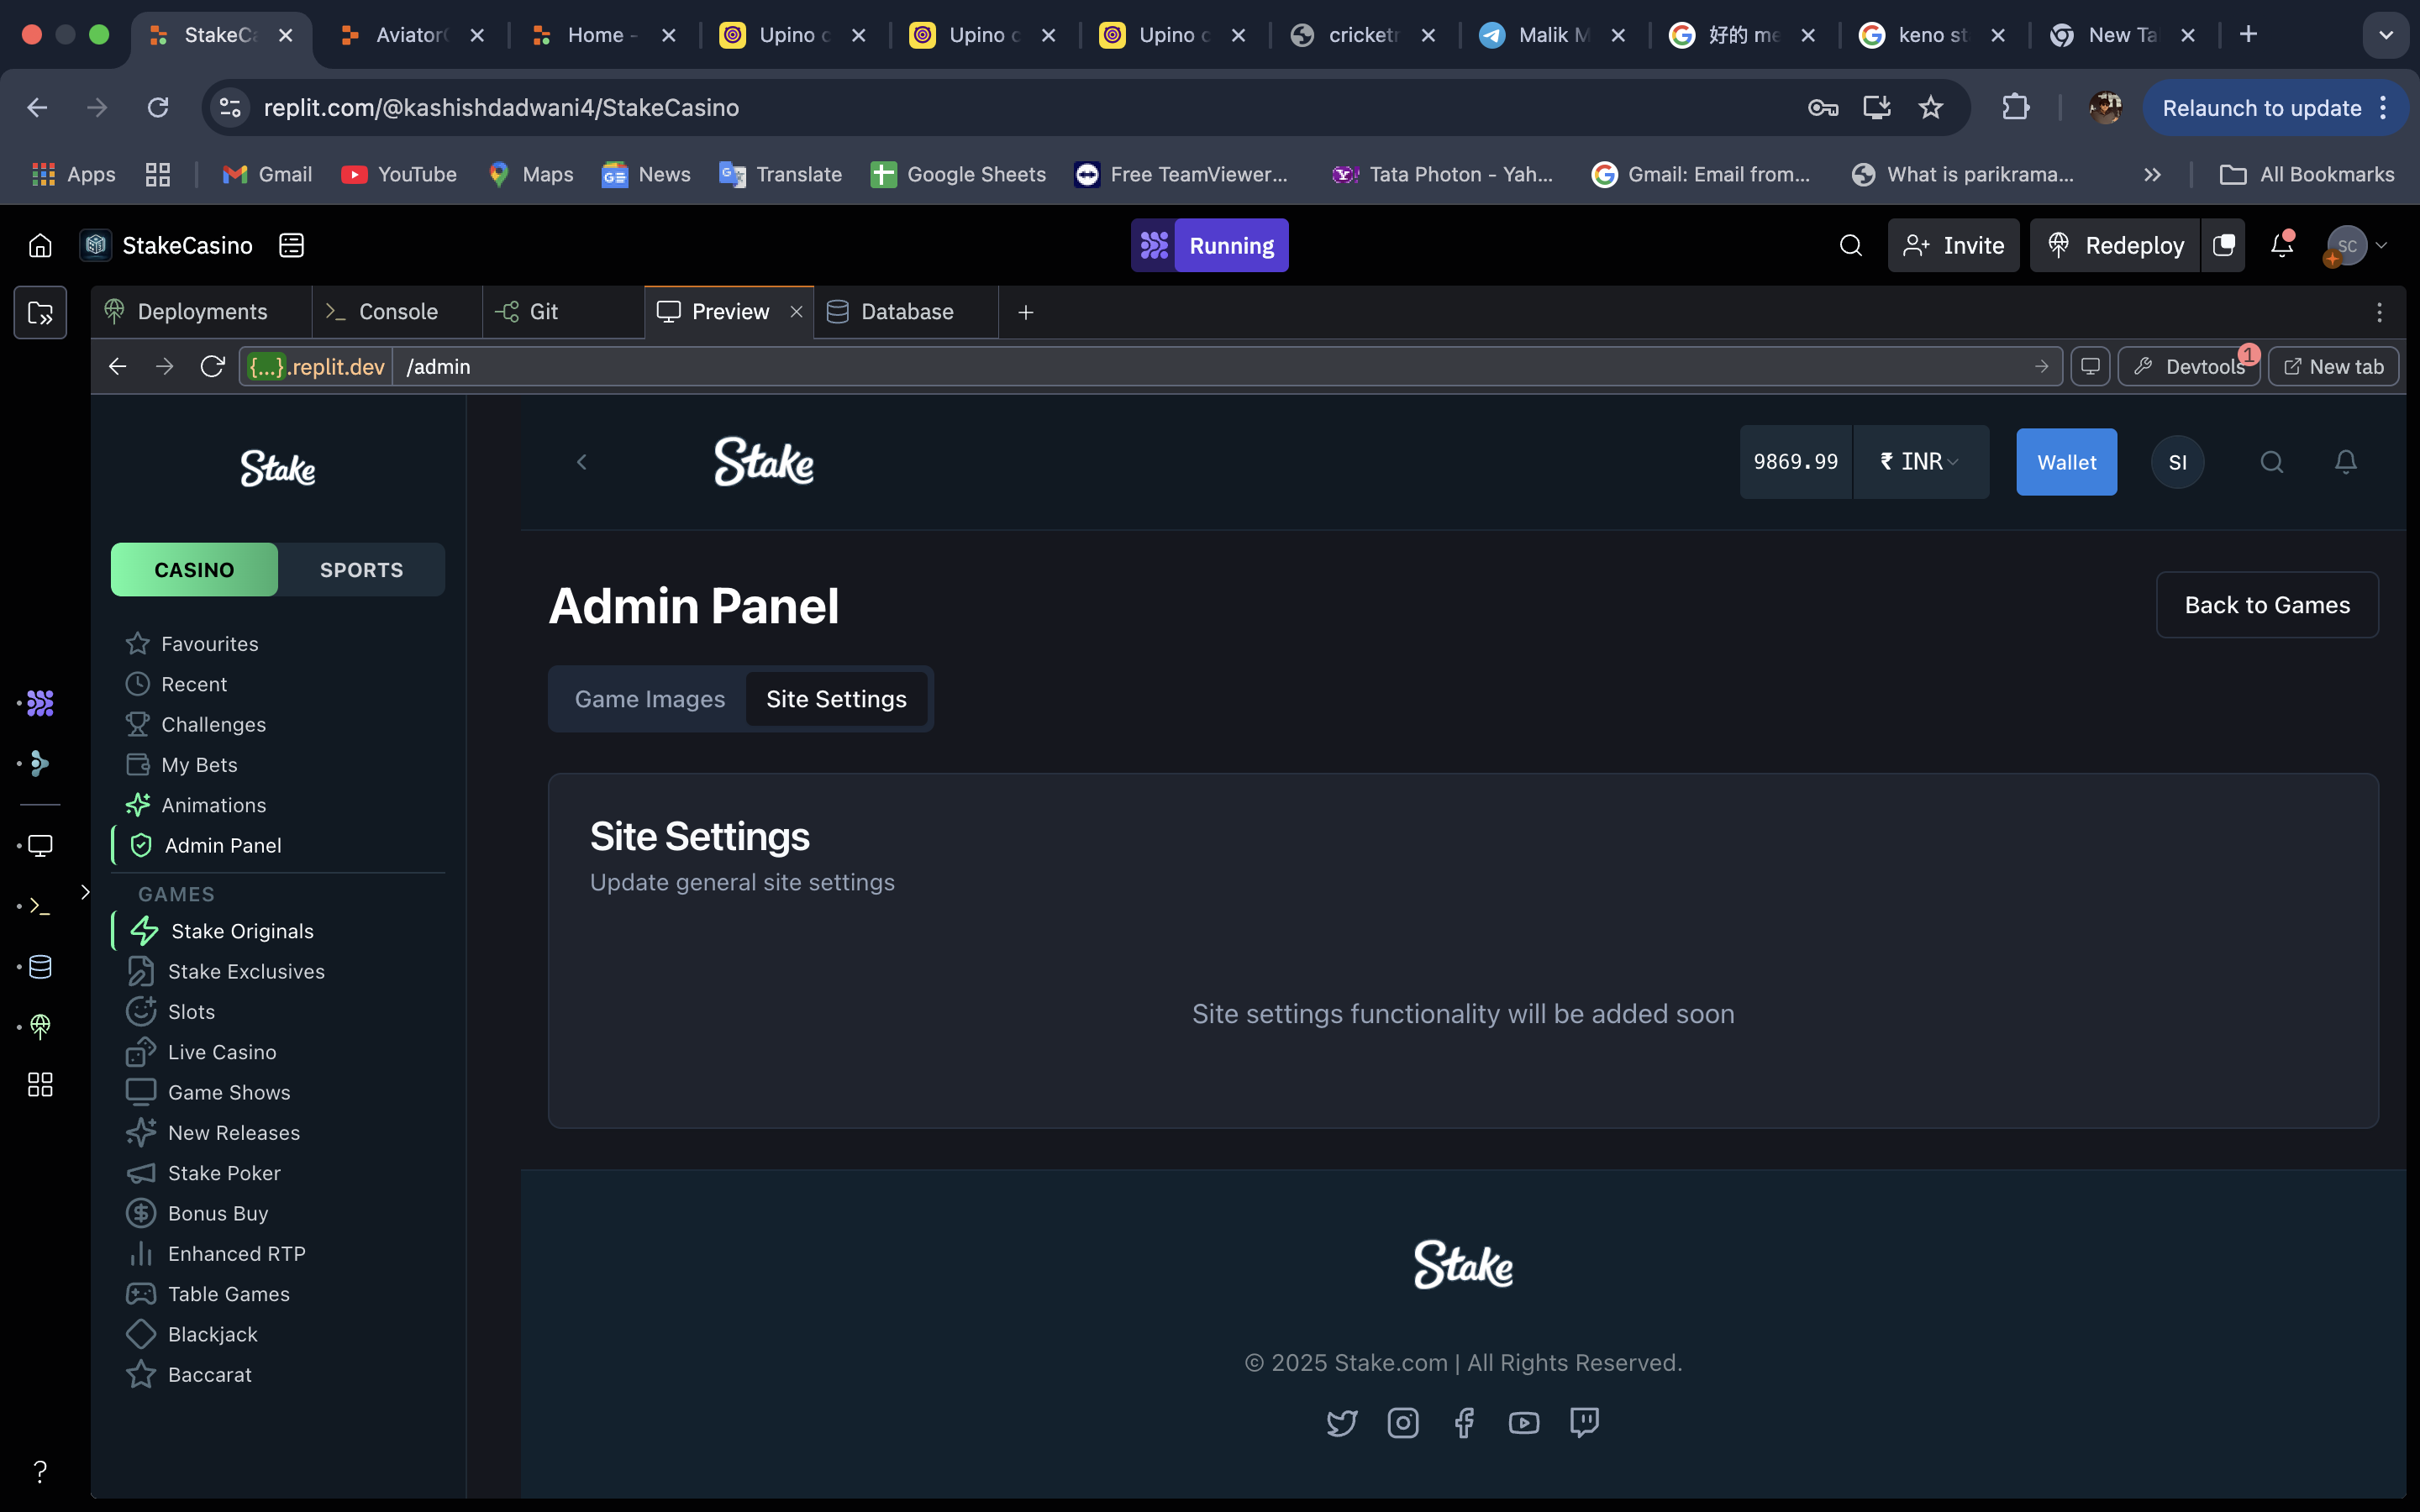 StakeCa
Aviator
Home -
Upino c
Upino c
Upino c
cricketr
Malik M
好的 me
keno st
New Ta
replit.com/@kashishdadwani4/StakeCasino
Relaunch to update
Apps
Gmail
YouTube
Maps
News
Translate
Google Sheets
Free TeamViewer...
Tata Photon - Yah...
Gmail: Email from...
What is parikrama...
All Bookmarks
StakeCasino
Running
Invite
Redeploy
SC
Deployments
Console
Git
Preview
Database
{...}.replit.dev
/admin
Devtools
1
New tab
Stake
Stake
9869.99
₹ INR
Wallet
SI
CASINO
SPORTS
Favourites
Recent
Challenges
My Bets
Animations
Admin Panel
GAMES
Stake Originals
Stake Exclusives
Slots
Live Casino
Game Shows
New Releases
Stake Poker
Bonus Buy
Enhanced RTP
Table Games
Blackjack
Baccarat
Admin Panel
Back to Games
Game Images
Site Settings
Site Settings
Update general site settings
Site settings functionality will be added soon
Stake
© 2025 Stake.com | All Rights Reserved.